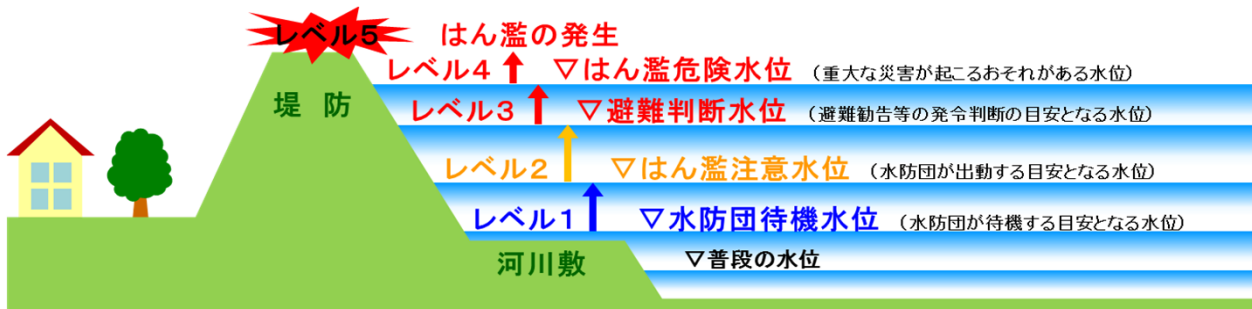 レベル5 はん濫の発生
レベル4 ▽はん濫危険水位 (重大な災害が起こるおそれがある水位)
堤 防
レベル3 ▽避難判断水位 (避難勧告等の発令判断の目安となる水位)
レベル2 ▽はん濫注意水位 (水防団が出動する目安となる水位)
レベル1 ▽水防団待機水位 (水防団が待機する目安となる水位)
河川敷 ▽普段の水位